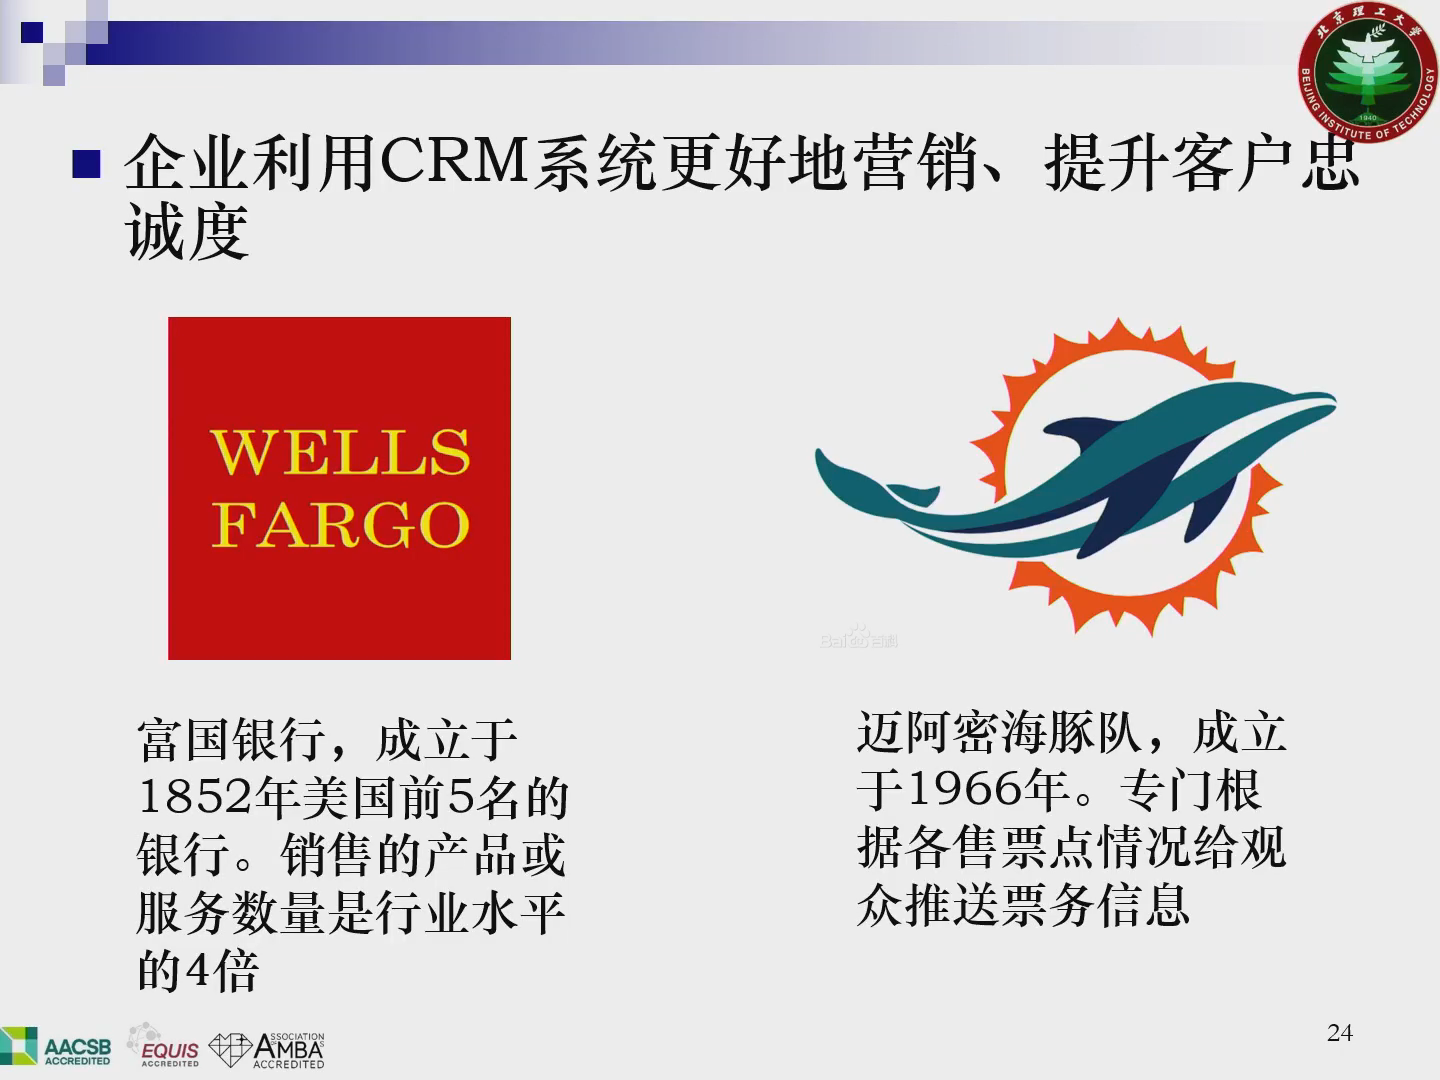 北京理工大学
BEIJING INSTITUTE OF TECHNOLOGY
1940
企业利用CRM系统更好地营销、提升客户忠
诚度
WELLS
FARGO
Bai 百科
富国银行，成立于
1852年美国前5名的
银行。销售的产品或
服务数量是行业水平
的4倍
迈阿密海豚队，成立
于1966年。专门根
据各售票点情况给观
众推送票务信息
AACSB
ACCREDITED
EQUIS
ACCREDITED
ASSOCIATION
OF
AMBAs
ACCREDITED
24